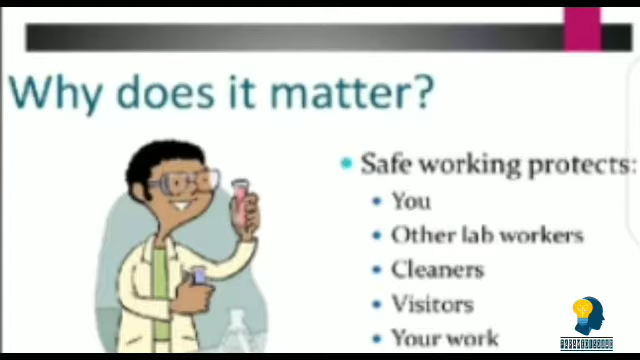 Why does it matter?
Safe working protects:
You
Other lab workers
Cleaners
Visitors
Your work